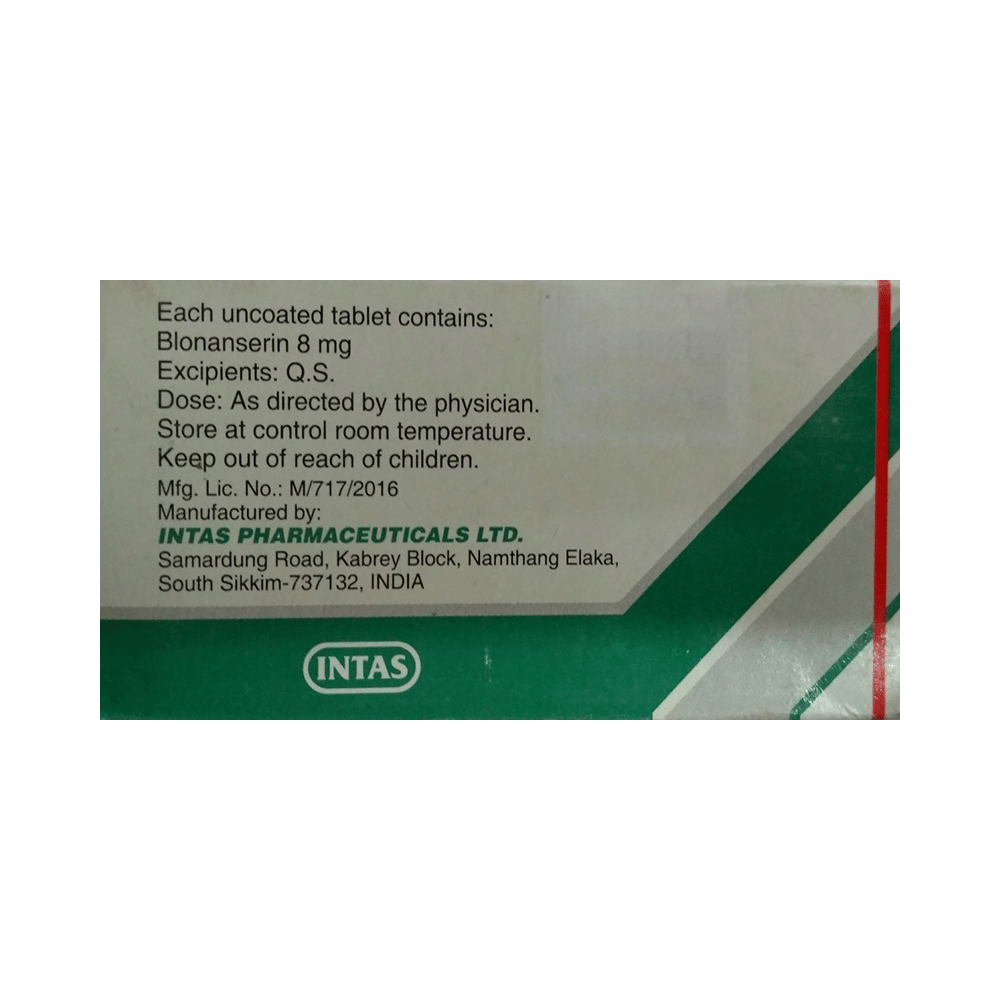 Each uncoated tablet contains:
Blonanserin 8 mg
Excipients: Q.S.
Dose: As directed by the physician.
Store at control room temperature.
Keep out of reach of children.
Mfg. Lic. No.: M/717/2016
Manufactured by:
INTAS PHARMACEUTICALS LTD.
Samardung Road, Kabrey Block, Namthang Elaka,
South Sikkim-737132, INDIA
INTAS